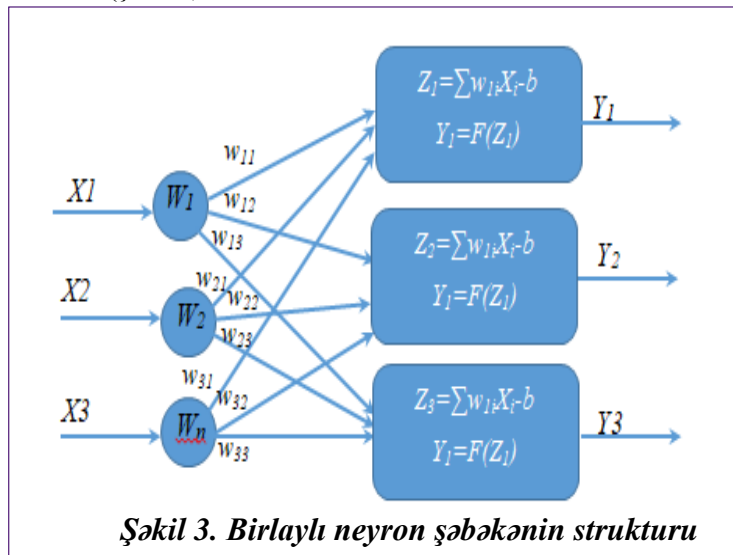 Z₁=∑w₁ᵢXᵢ-b
Y₁=F(Z₁)
Y₁
w₁₁
X1
W₁
w₁₂
w₁₃
Z₂=∑w₁ᵢXᵢ-b
Y₁=F(Z₁)
Y₂
X2
W₂
w₂₁
w₂₂
w₂₃
X3
Wₙ
w₃₁
w₃₂
w₃₃
Z₃=∑w₁ᵢXᵢ-b
Y₁=F(Z₁)
Y3
Şəkil 3. Birlaylı neyron şəbəkənin strukturu